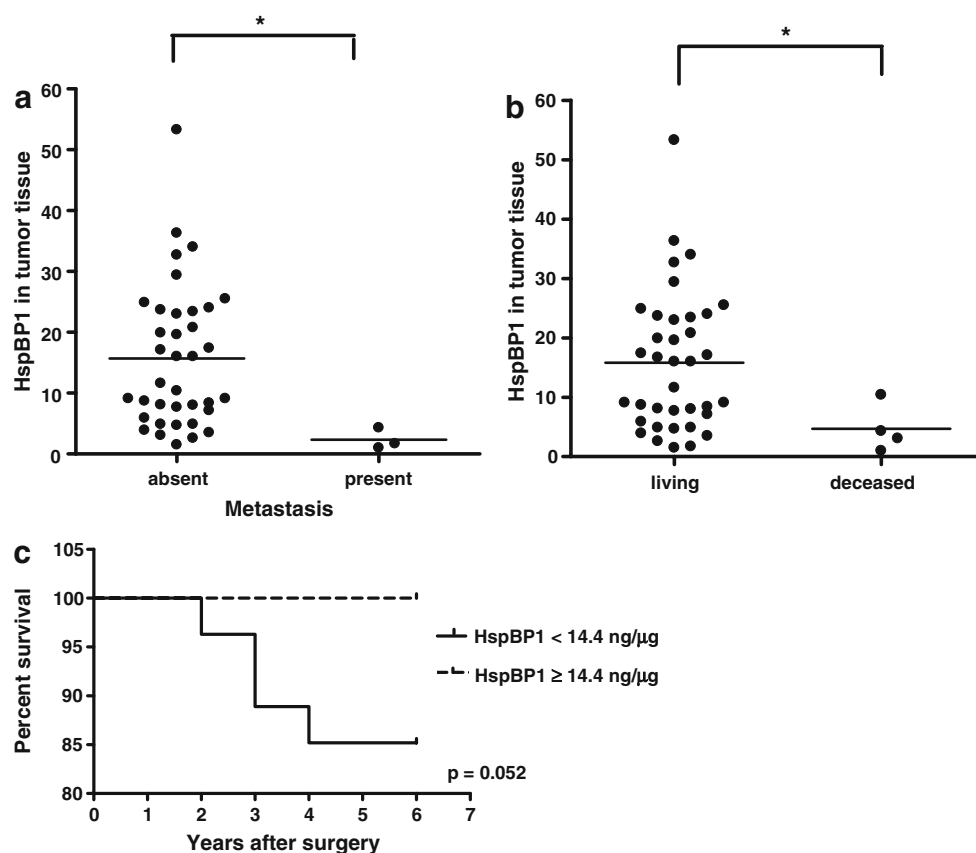 *
a
HspBP1 in tumor tissue
60
50
40
30
20
10
0
absent present
Metastasis
*
b
HspBP1 in tumor tissue
60
50
40
30
20
10
0
living deceased
c
Percent survival
105
100
95
90
85
80
0 1 2 3 4 5 6 7
Years after surgery
HspBP1 < 14.4 ng/µg
HspBP1 ≥ 14.4 ng/µg
p = 0.052